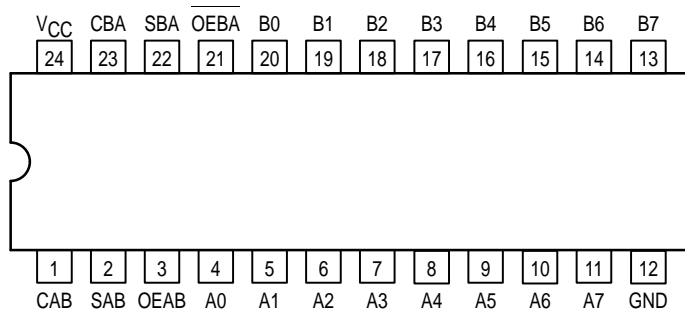 VCC CBA SBA OEBA B0 B1 B2 B3 B4 B5 B6 B7
24 23 22 21 20 19 18 17 16 15 14 13
1 2 3 4 5 6 7 8 9 10 11 12
CAB SAB OEAB A0 A1 A2 A3 A4 A5 A6 A7 GND